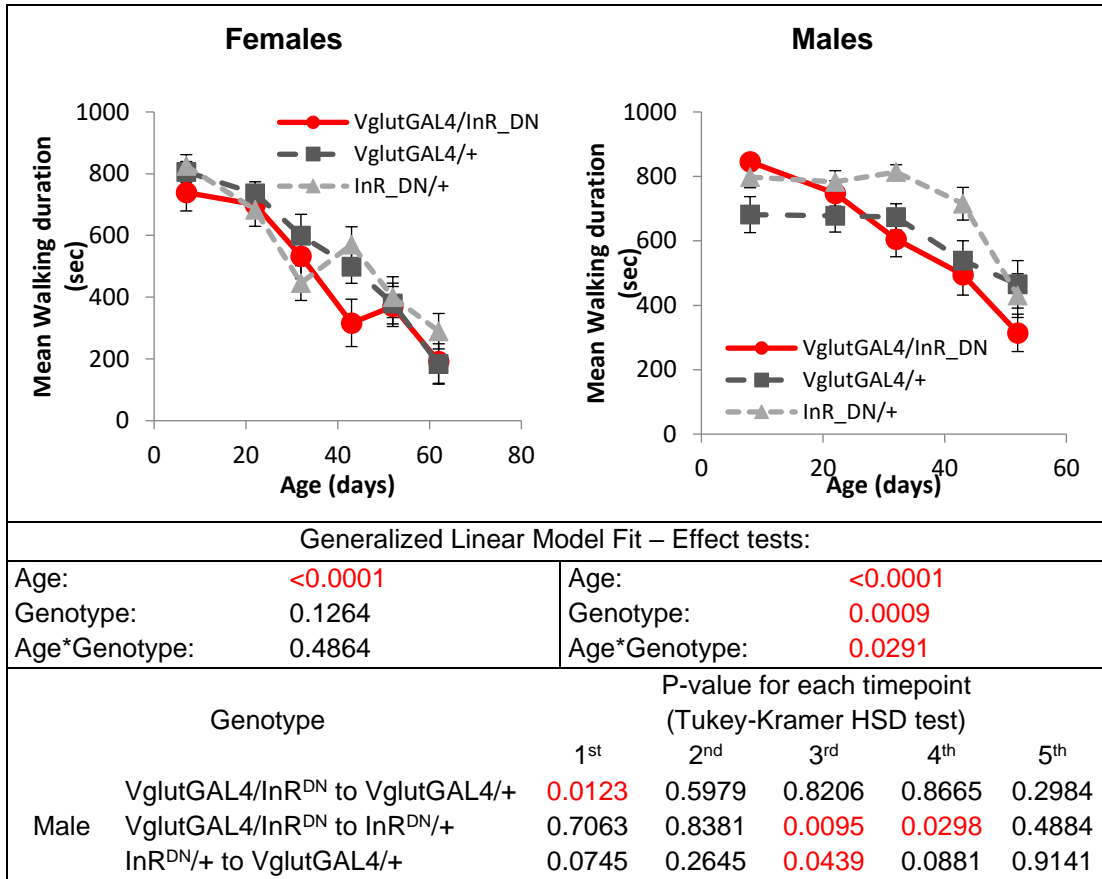 Females
Males
Mean Walking duration
(sec)
1000
800
600
400
200
0
0 20 40 60 80
Age (days)
VglutGAL4/InR_DN
VglutGAL4/+
InR_DN/+
Mean Walking duration
(sec)
1000
800
600
400
200
0
0 20 40 60
Age (days)
VglutGAL4/InR_DN
VglutGAL4/+
InR_DN/+
Generalized Linear Model Fit – Effect tests:
Age: <0.0001
Genotype: 0.1264
Age*Genotype: 0.4864
Age: <0.0001
Genotype: 0.0009
Age*Genotype: 0.0291
Genotype
P-value for each timepoint
(Tukey-Kramer HSD test)
1st 2nd 3rd 4th 5th
Male
VglutGAL4/InRDN to VglutGAL4/+ 0.0123 0.5979 0.8206 0.8665 0.2984
VglutGAL4/InRDN to InRDN/+ 0.7063 0.8381 0.0095 0.0298 0.4884
InRDN/+ to VglutGAL4/+ 0.0745 0.2645 0.0439 0.0881 0.9141